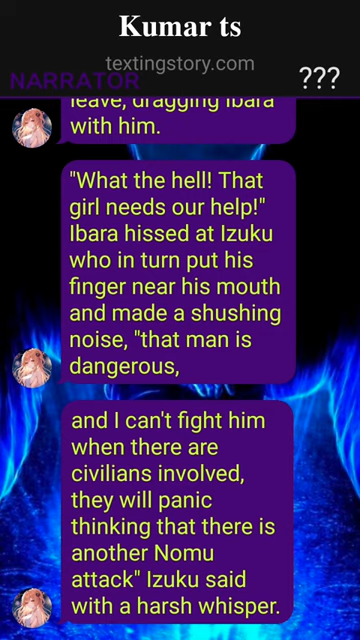 Kumar ts
textingstory.com
NARRATOR
???
leave, dragging Ibara
with him.
"What the hell! That
girl needs our help!"
Ibara hissed at Izuku
who in turn put his
finger near his mouth
and made a shushing
noise, "that man is
dangerous,
and I can't fight him
when there are
civilians involved,
they will panic
thinking that there is
another Nomu
attack" Izuku said
with a harsh whisper.